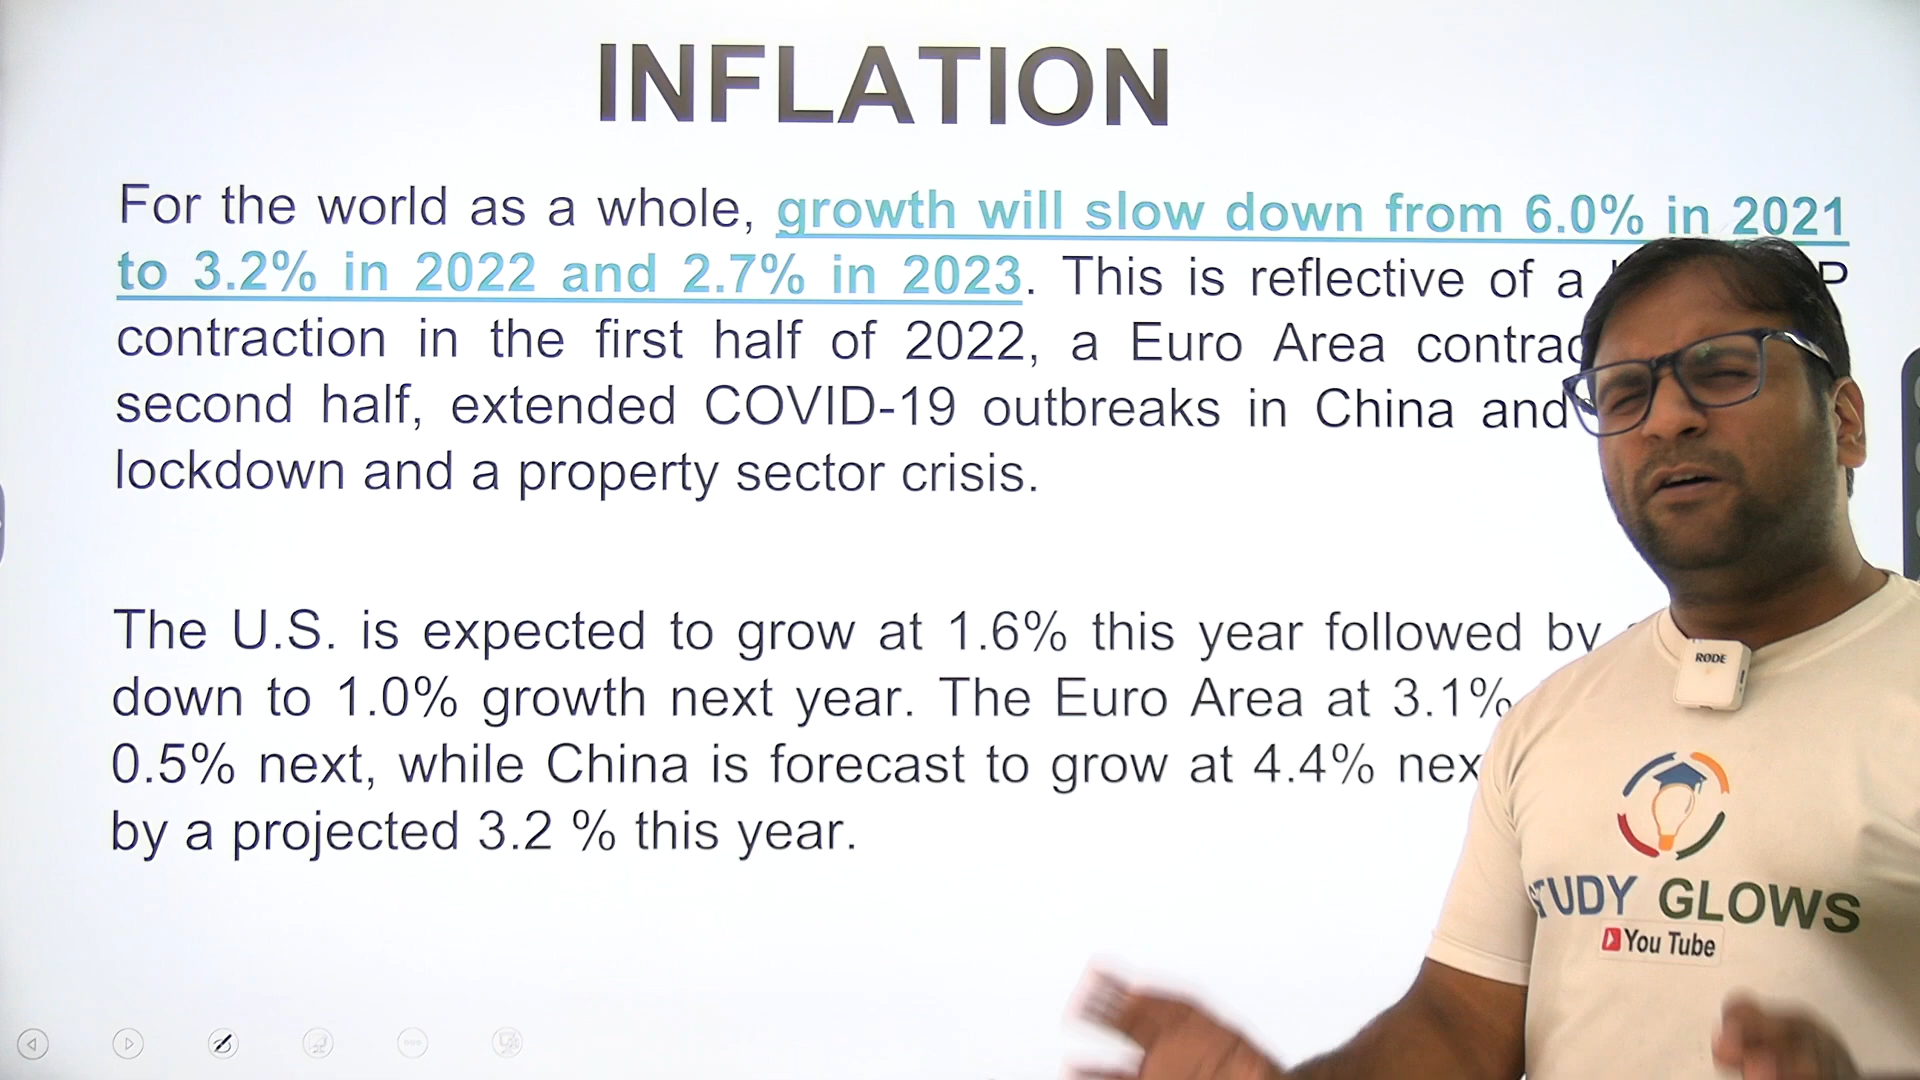 INFLATION
For the world as a whole, growth will slow down from 6.0% in 2021
to 3.2% in 2022 and 2.7% in 2023. This is reflective of a
contraction in the first half of 2022, a Euro Area
second half, extended COVID-19 outbreaks in China and
lockdown and a property sector crisis.
The U.S. is expected to grow at 1.6% this year followed by
down to 1.0% growth next year. The Euro Area at 3.1%
0.5% next, while China is forecast to grow at 4.4%
by a projected 3.2 % this year.
RØDE
STUDY GLOWS
You Tube